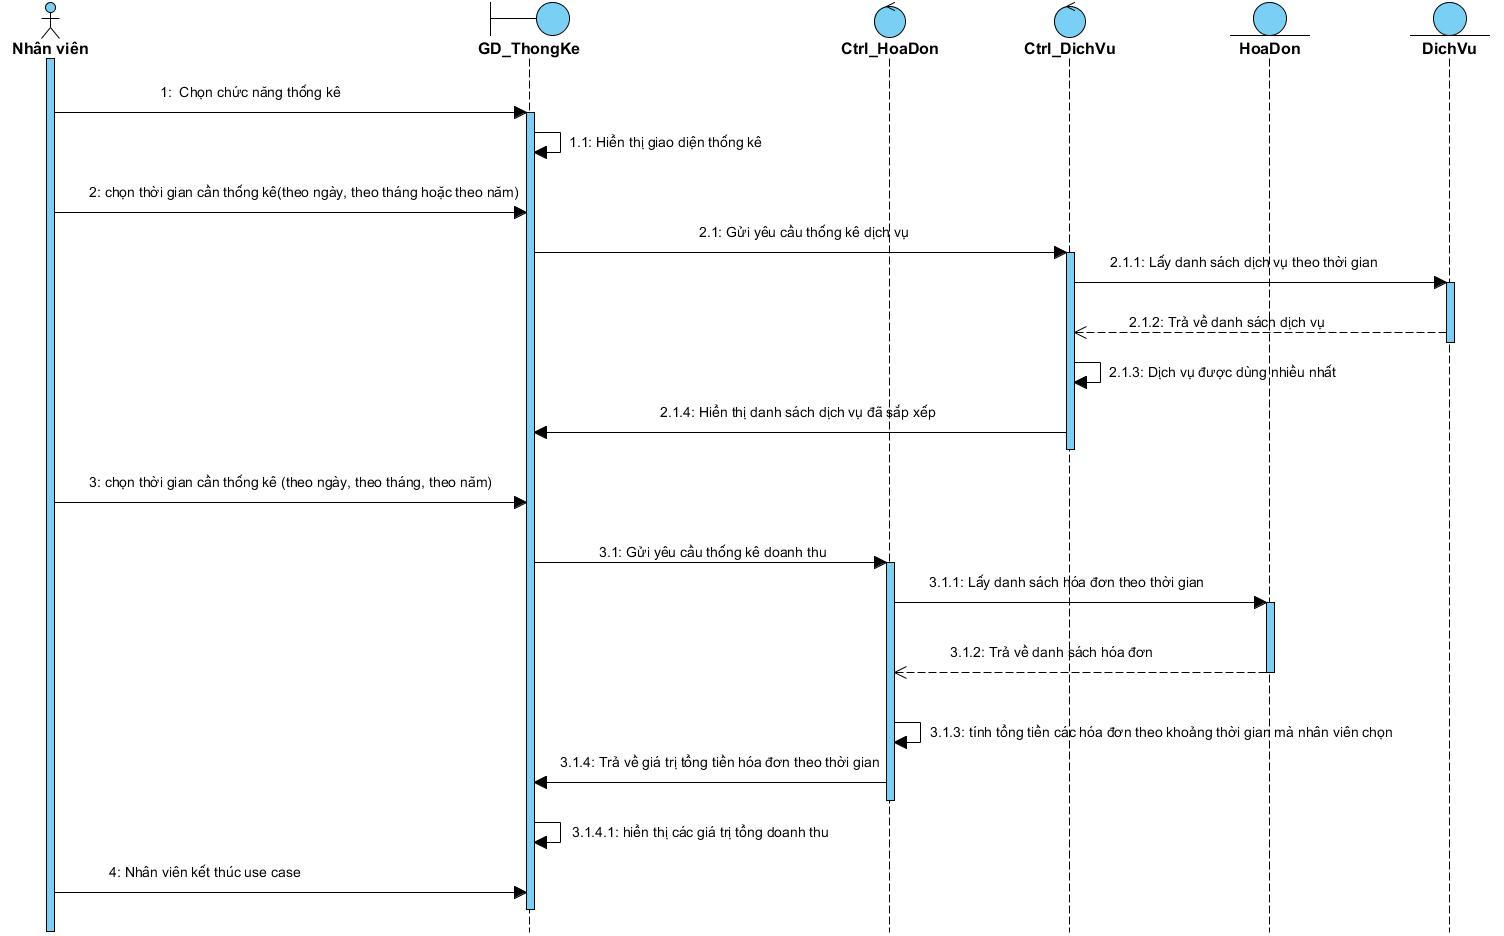 Nhân viên
GD_ThongKe
Ctrl_HoaDon
Ctrl_DichVu
HoaDon
DichVu
1: Chọn chức năng thống kê
1.1: Hiển thị giao diện thống kê
2: chọn thời gian cần thống kê(theo ngày, theo tháng hoặc theo năm)
2.1: Gửi yêu cầu thống kê dịch vụ
2.1.1: Lấy danh sách dịch vụ theo thời gian
2.1.2: Trả về danh sách dịch vụ
2.1.3: Dịch vụ được dùng nhiều nhất
2.1.4: Hiển thị danh sách dịch vụ đã sắp xếp
3: chọn thời gian cần thống kê (theo ngày, theo tháng, theo năm)
3.1: Gửi yêu cầu thống kê doanh thu
3.1.1: Lấy danh sách hóa đơn theo thời gian
3.1.2: Trả về danh sách hóa đơn
3.1.3: tính tổng tiền các hóa đơn theo khoảng thời gian mà nhân viên chọn
3.1.4: Trả về giá trị tổng tiền hóa đơn theo thời gian
3.1.4.1: hiển thị các giá trị tổng doanh thu
4: Nhân viên kết thúc use case